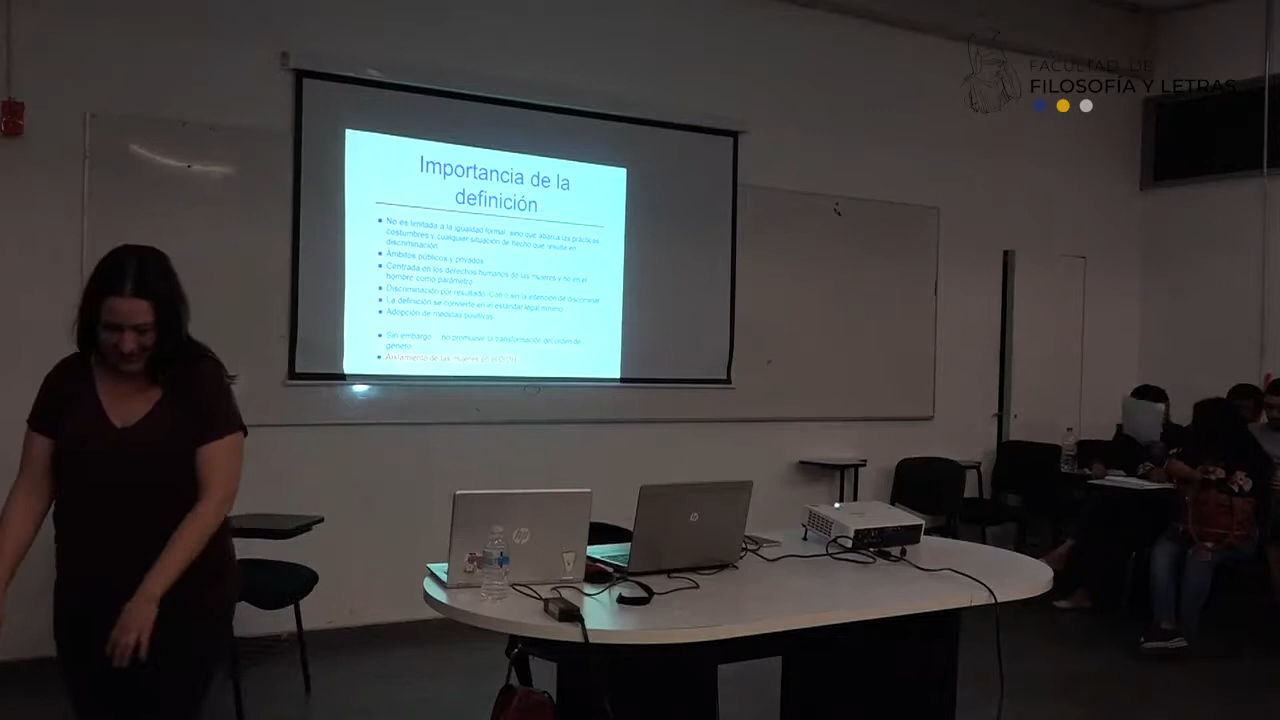 FACULTAD DE
FILOSOFÍA Y LETRAS
Importancia de la
definición
No es limitada a la igualdad formal, sino que abarca las prácticas
costumbres y cualquier situación de hecho que resulte en
discriminación
Ámbitos públicos y privados
Centrada en los derechos humanos de las mujeres y no en el
hombre como parámetro
Discriminación por resultado. Con o sin la intención de discriminar
La definición se convierte en el estándar legal mínimo
Adopción de medidas positivas
Sin embargo no promueve la transformación del orden de
género
Aislamiento de las mujeres en el
hp
hp